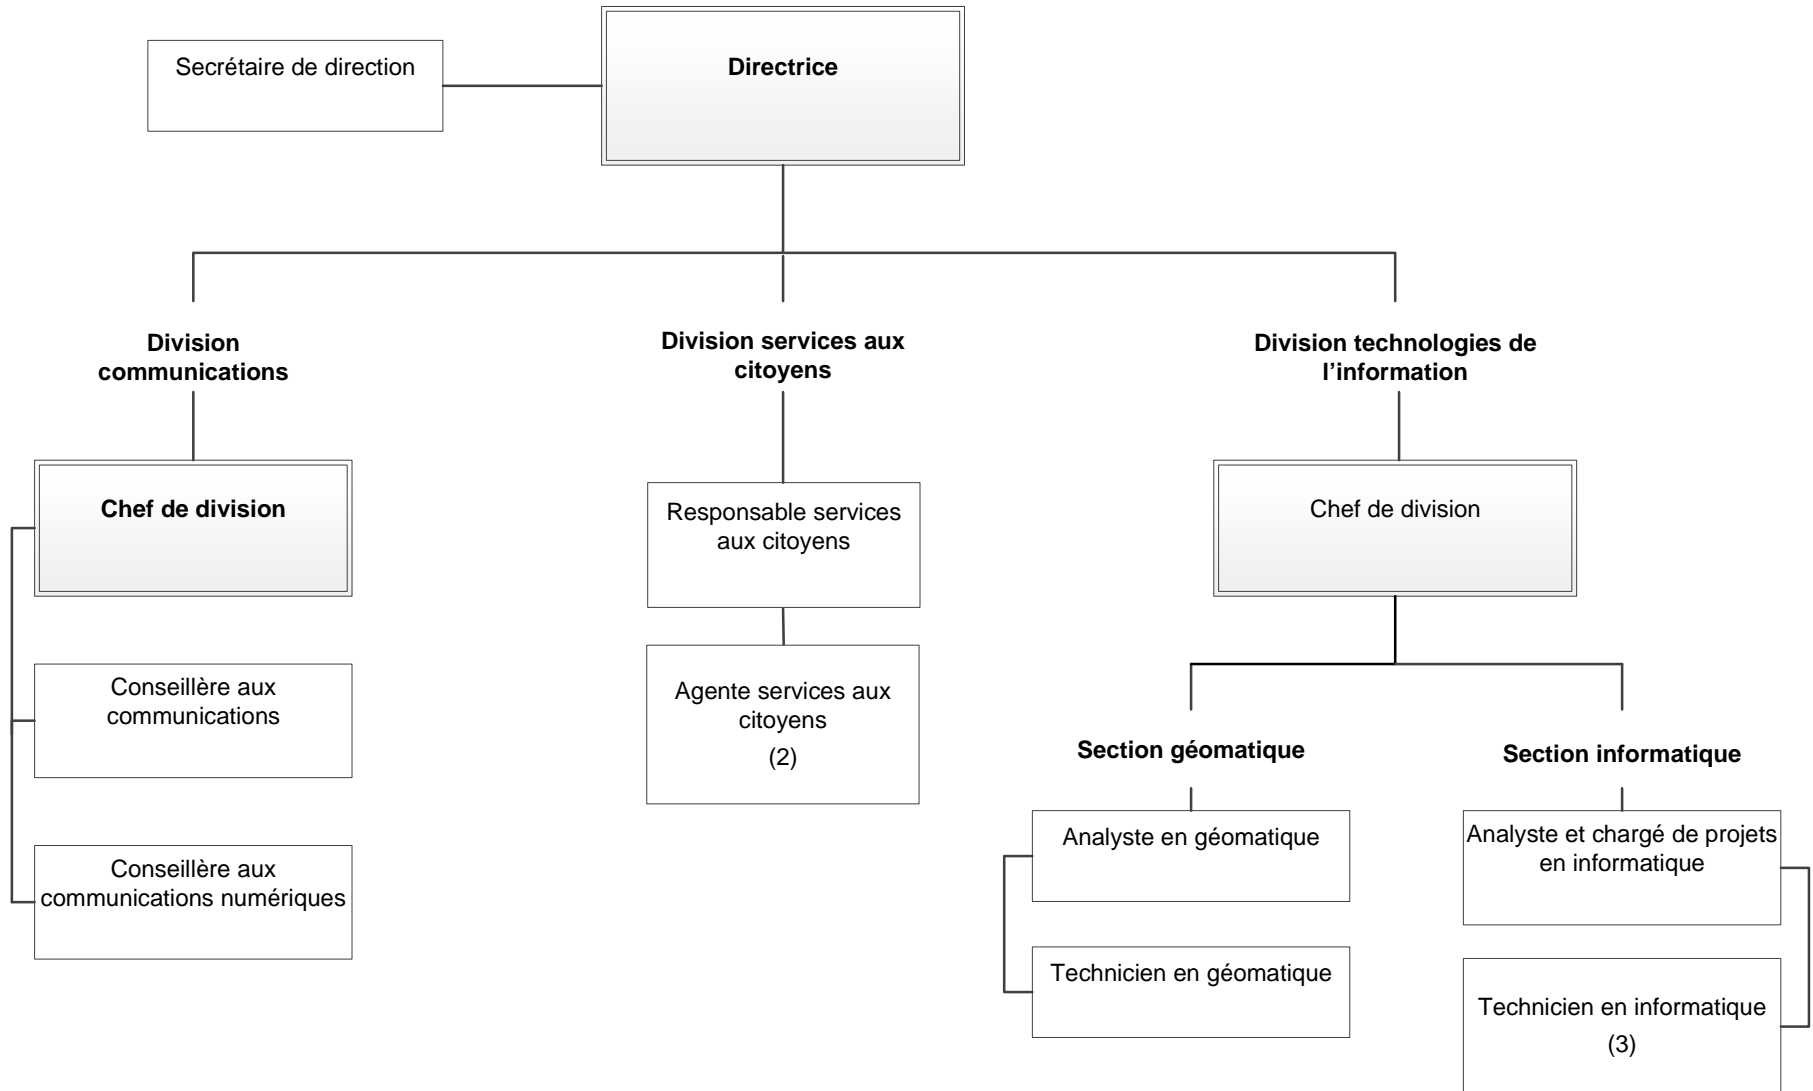 Secrétaire de direction
Directrice
Division
communications
Division services aux
citoyens
Division technologies de
l’information
Chef de division
Responsable services
aux citoyens
Chef de division
Conseillère aux
communications
Agente services aux
citoyens
(2)
Section géomatique
Section informatique
Conseillère aux
communications numériques
Analyste en géomatique
Analyste et chargé de projets
en informatique
Technicien en géomatique
Technicien en informatique
(3)